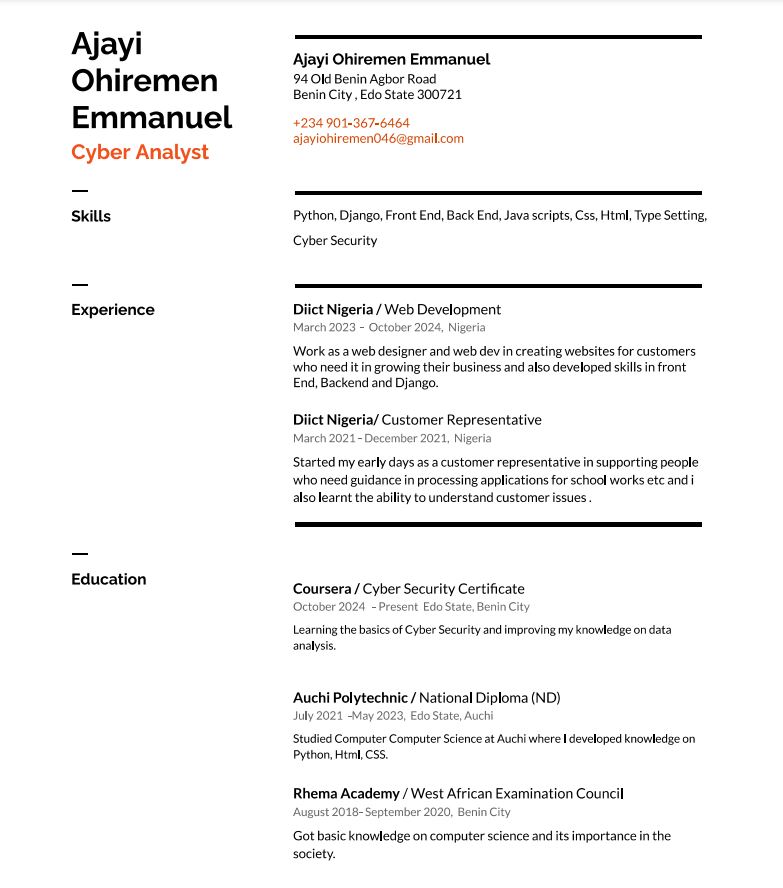 Ajayi
Ohiremen
Emmanuel
Cyber Analyst
Ajayi Ohiremen Emmanuel
94 Old Benin Agbor Road
Benin City , Edo State 300721
+234 901-367-6464
ajayiohiremen046@gmail.com
Skills
Python, Django, Front End, Back End, Java scripts, Css, Html, Type Setting,
Cyber Security
Experience
Diict Nigeria / Web Development
March 2023 – October 2024, Nigeria
Work as a web designer and web dev in creating websites for customers
who need it in growing their business and also developed skills in front
End, Backend and Django.
Diict Nigeria/ Customer Representative
March 2021 - December 2021, Nigeria
Started my early days as a customer representative in supporting people
who need guidance in processing applications for school works etc and i
also learnt the ability to understand customer issues .
Education
Coursera / Cyber Security Certificate
October 2024 - Present Edo State, Benin City
Learning the basics of Cyber Security and improving my knowledge on data
analysis.
Auchi Polytechnic / National Diploma (ND)
July 2021 -May 2023, Edo State, Auchi
Studied Computer Computer Science at Auchi where I developed knowledge on
Python, Html, CSS.
Rhema Academy / West African Examination Council
August 2018- September 2020, Benin City
Got basic knowledge on computer science and its importance in the
society.